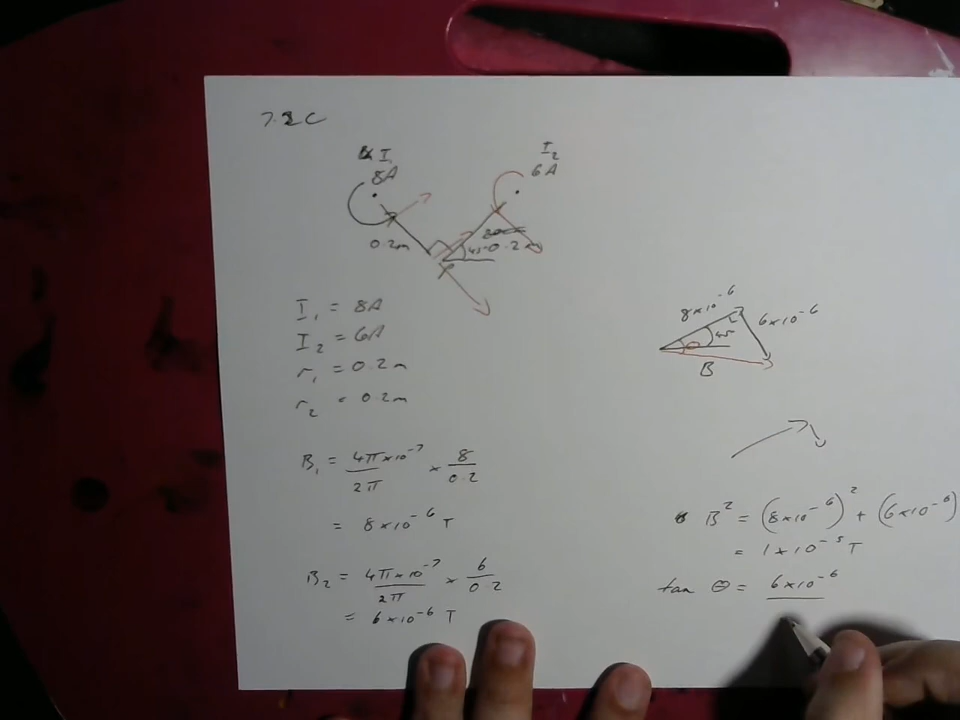 7.2C
I₁
8A
I₂
6A
0.2m
45
0.2
P
I₁ = 8A
I₂ = 6A
r₁ = 0.2m
r₂ = 0.2m
8×10⁻⁶
6×10⁻⁶
45
B
B₁ = 4π×10⁻⁷/2π × 8/0.2
= 8×10⁻⁶ T
B₂ = 4π×10⁻⁷/2π × 6/0.2
= 6×10⁻⁶ T
B² = (8×10⁻⁶)² + (6×10⁻⁶)
= 1×10⁻⁵ T
tan Θ = 6×10⁻⁶